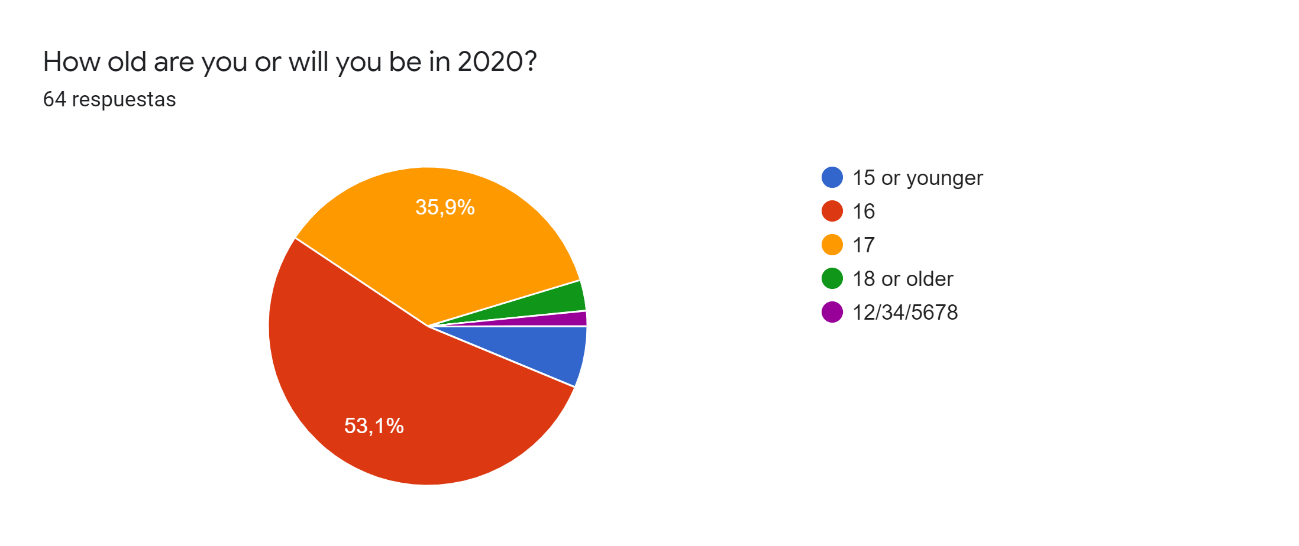 How old are you or will you be in 2020?
64 respuestas
35,9%
53,1%
15 or younger
16
17
18 or older
12/34/5678